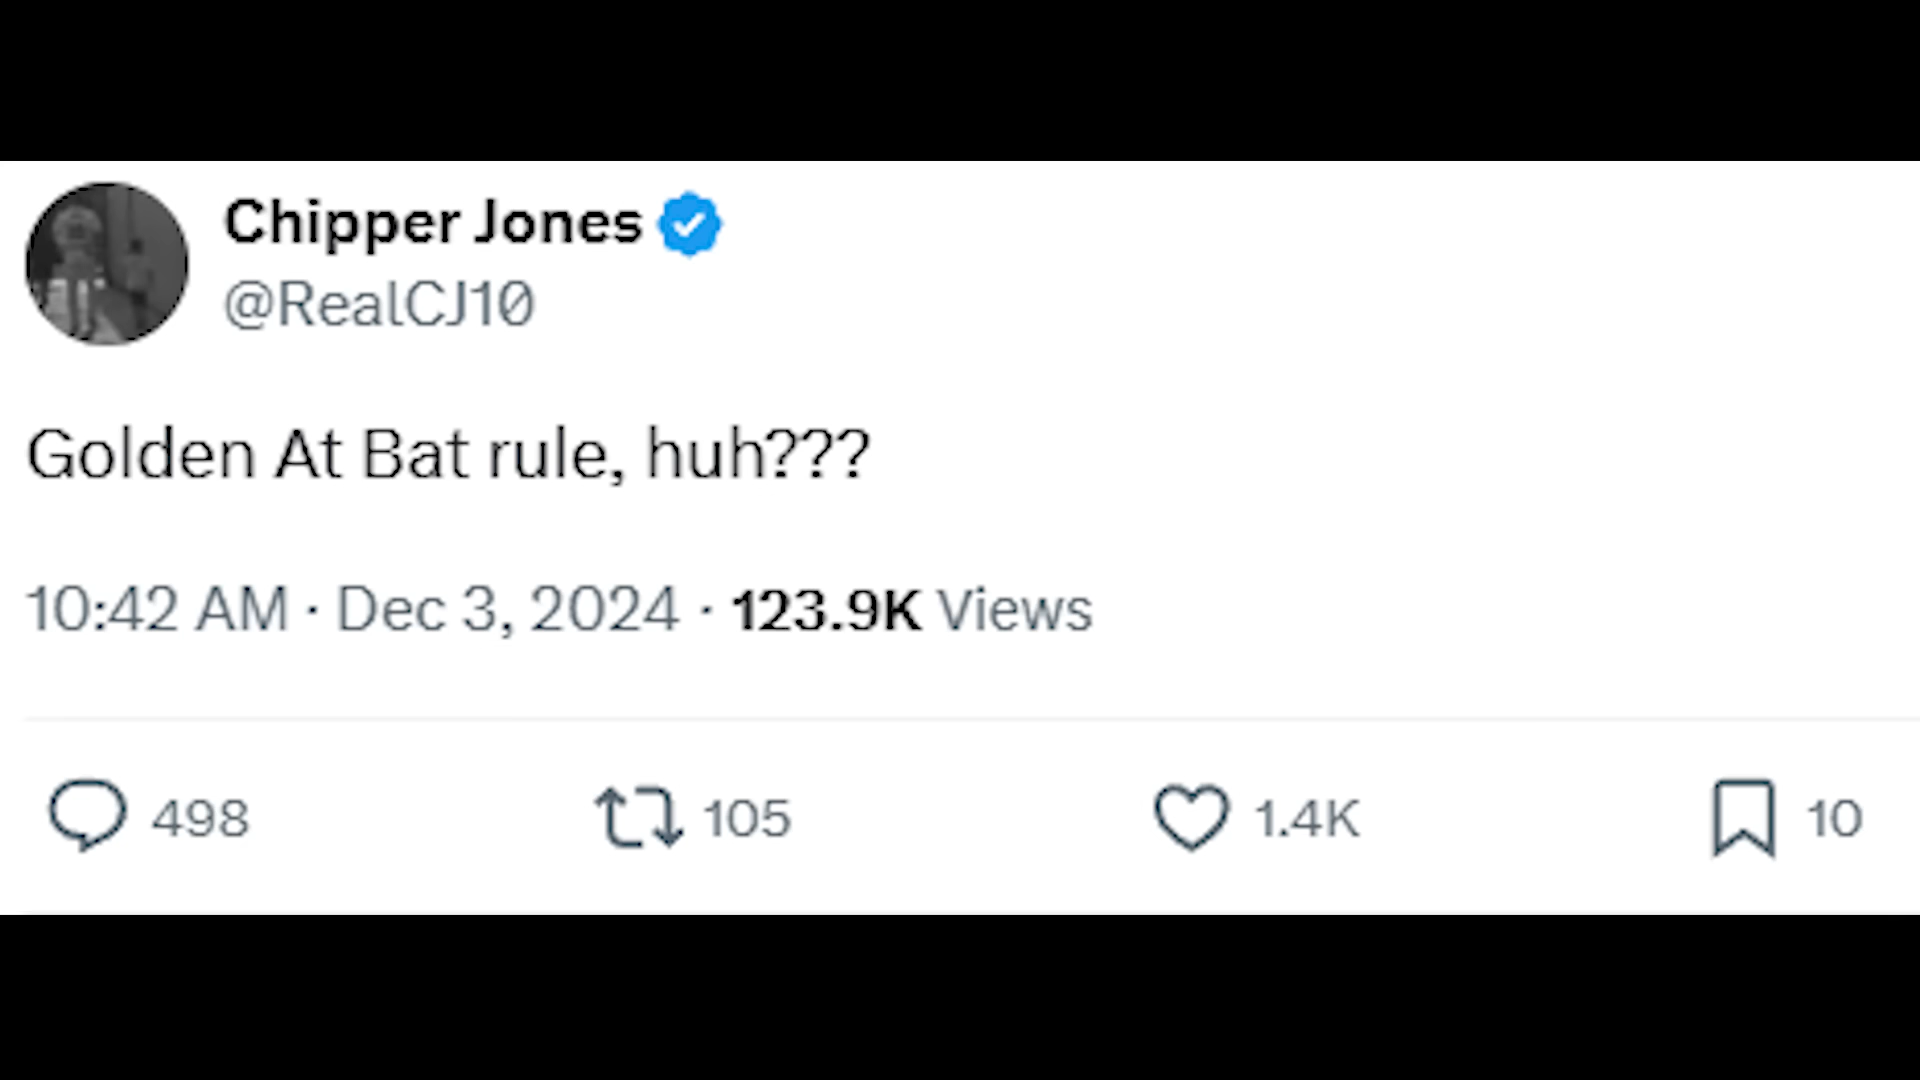 Chipper Jones
@RealCJ10
Golden At Bat rule, huh???
10:42 AM · Dec 3, 2024 · 123.9K Views
498 105 1.4K 10